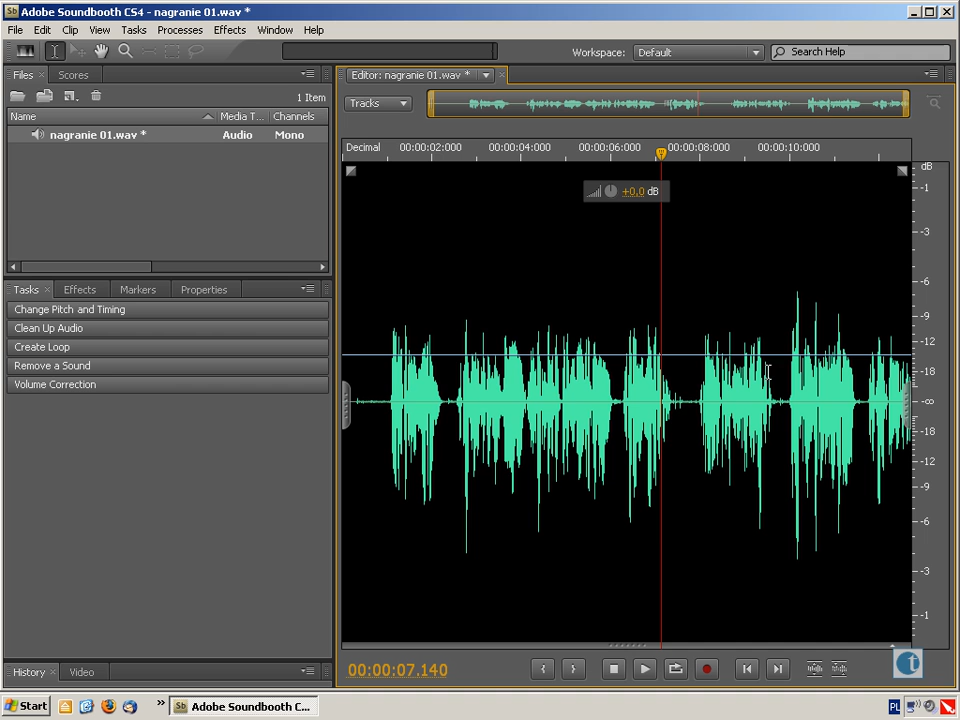 Adobe Soundbooth CS4 - nagranie 01.wav *
File Edit Clip View Tasks Processes Effects Window Help
Workspace: Default Search Help
Files Scores
1 Item
Name Media T... Channels
nagranie 01.wav * Audio Mono
Editor: nagranie 01.wav *
Tracks
Decimal 00:00:02:000 00:00:04:000 00:00:06:000 00:00:08:000 00:00:10:000
+0,0 dB
dB
-1
-3
-6
-9
-12
-18
-∞
-18
-12
-9
-6
-3
-1
Tasks Effects Markers Properties
Change Pitch and Timing
Clean Up Audio
Create Loop
Remove a Sound
Volume Correction
History Video
00:00:07.140
Start Adobe Soundbooth C... PL